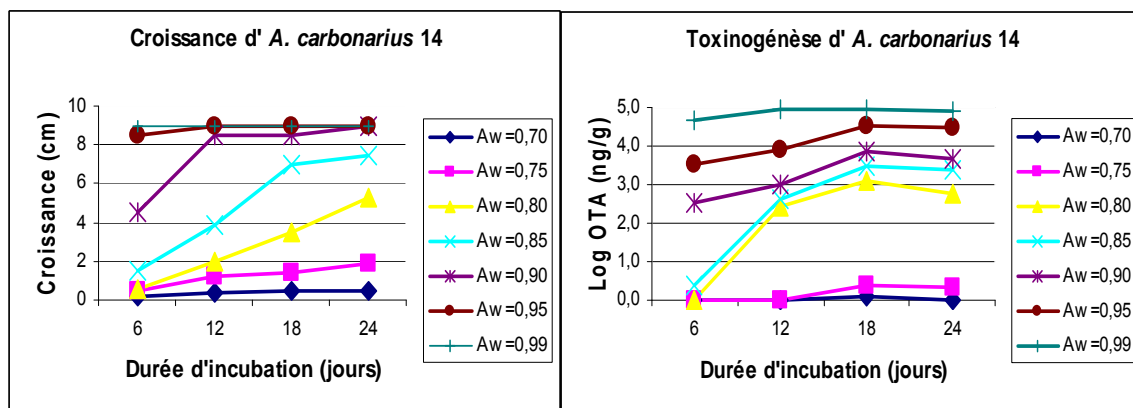 Croissance d' A. carbonarius 14
Croissance (cm)
10
8
6
4
2
0
6
12
18
24
Durée d'incubation (jours)
Aw=0,70
Aw=0,75
Aw=0,80
Aw=0,85
Aw=0,90
Aw=0,95
Aw=0,99
Toxinogénèse d' A. carbonarius 14
Log OTA (ng/g)
5,0
4,0
3,0
2,0
1,0
0,0
6
12
18
24
Durée d'incubation (jours)
Aw=0,70
Aw=0,75
Aw=0,80
Aw=0,85
Aw=0,90
Aw=0,95
Aw=0,99